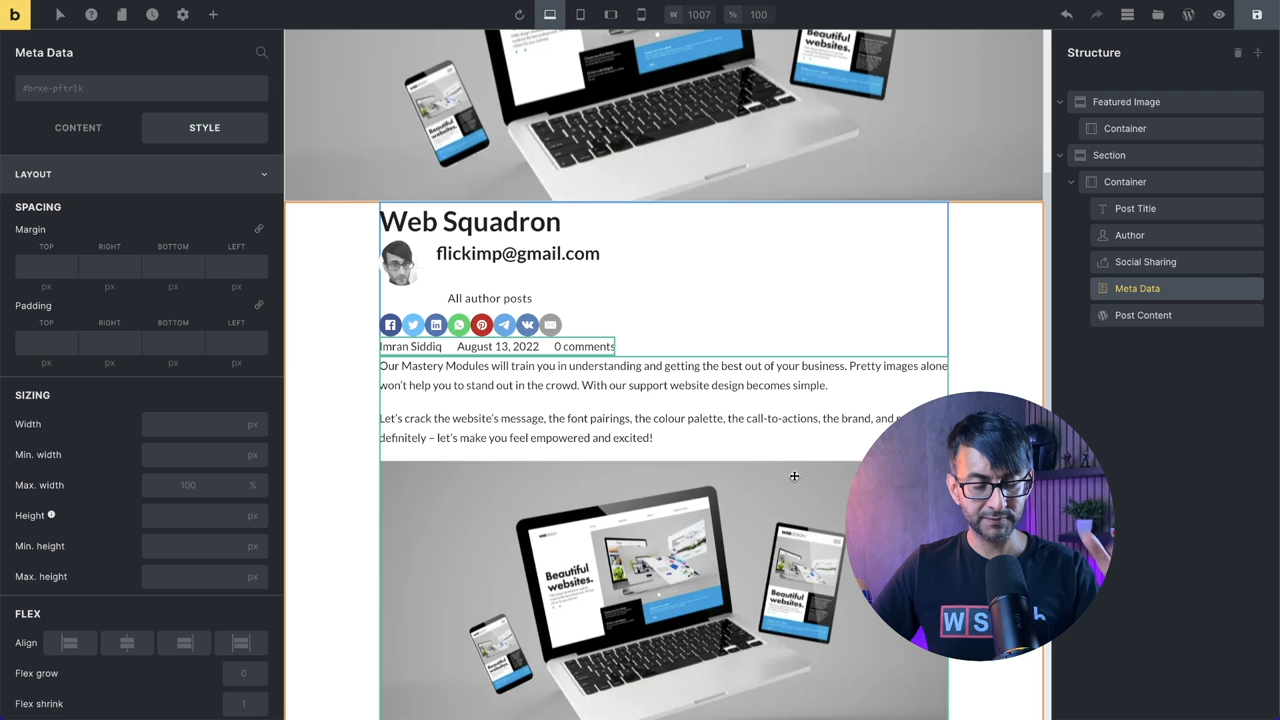 b
W 1007 % 100
Meta Data
#brxe-pftrlk
CONTENT STYLE
LAYOUT
SPACING
Margin
TOP RIGHT BOTTOM LEFT
px px px px
Padding
TOP RIGHT BOTTOM LEFT
px px px px
SIZING
Width px
Min. width px
Max. width 100 %
Height px
Min. height px
Max. height px
FLEX
Align
Flex grow 0
Flex shrink 1
Beautiful
websites.
Web Squadron
flickimp@gmail.com
All author posts
Imran Siddiq August 13, 2022 0 comments
Our Mastery Modules will train you in understanding and getting the best out of your business. Pretty images alone
won't help you to stand out in the crowd. With our support website design becomes simple.
Let's crack the website's message, the font pairings, the colour palette, the call-to-actions, the brand, and
definitely – let's make you feel empowered and excited!
WEBDESIGN
Beautiful
websites.
Beautiful
websites.
Beautiful
websites.
WS
Structure
Featured Image
Container
Section
Container
Post Title
Author
Social Sharing
Meta Data
Post Content